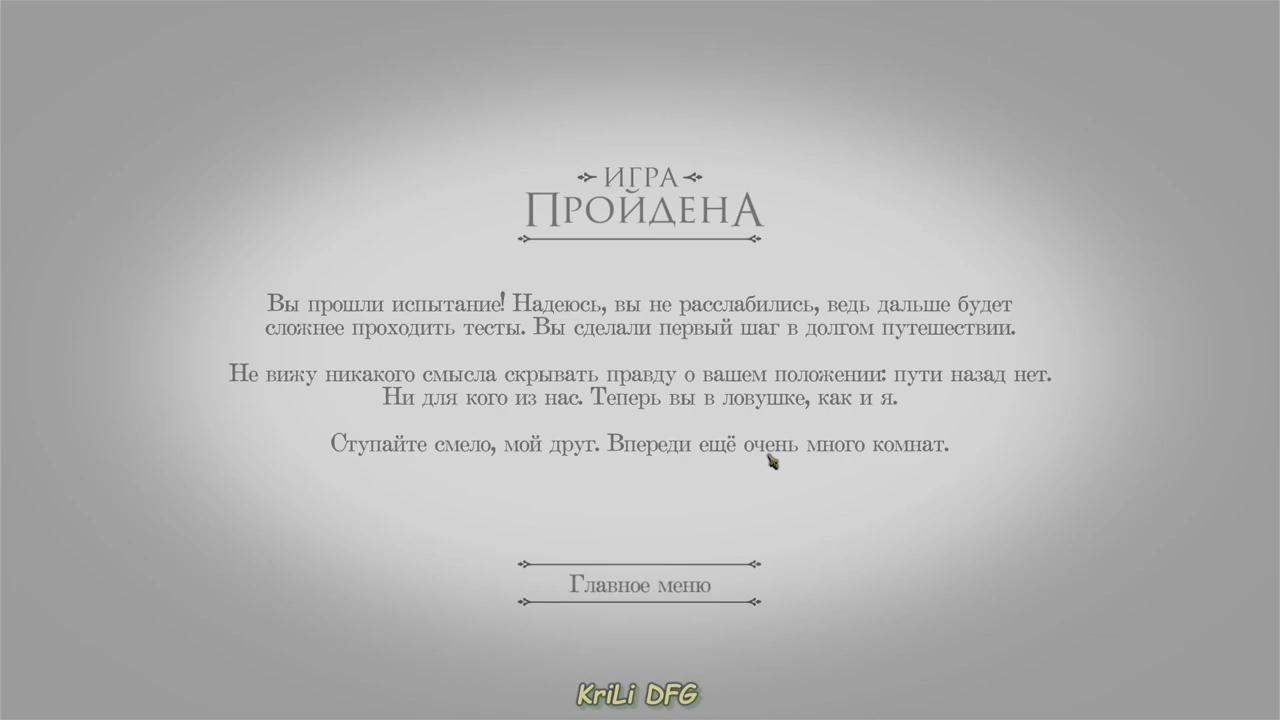 ИГРА
ПРОЙДЕНА
Вы прошли испытание! Надеюсь, вы не расслабились, ведь дальше будет
сложнее проходить тесты. Вы сделали первый шаг в долгом путешествии.
Не вижу никакого смысла скрывать правду о вашем положении: пути назад нет.
Ни для кого из нас. Теперь вы в ловушке, как и я.
Ступайте смело, мой друг. Впереди ещё очень много комнат.
Главное меню
KriLi DFG